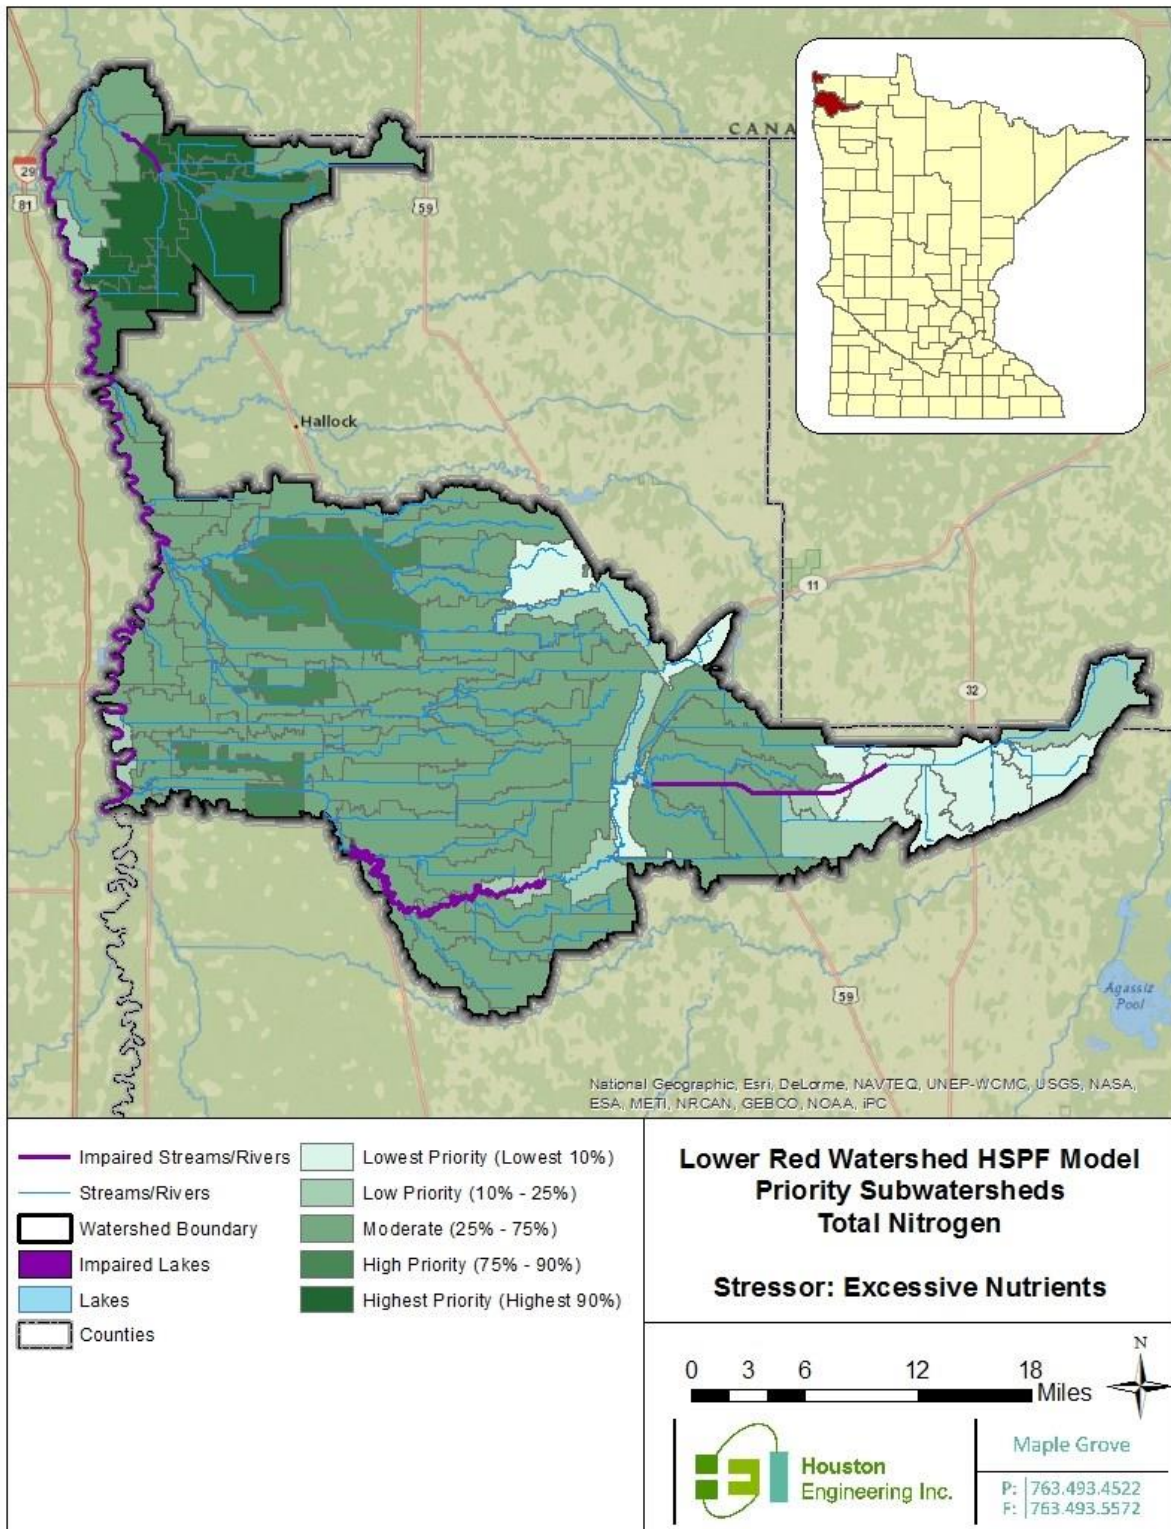 CANA
29
81
59
Hallock
11
32
59
Agassiz
Pool
National Geographic, Esri, DeLorme, NAVTEQ, UNEP-WCMC, USGS, NASA,
ESA, METI, NRCAN, GEBCO, NOAA, iPC
Impaired Streams/Rivers
Streams/Rivers
Watershed Boundary
Impaired Lakes
Lakes
Counties
Lowest Priority (Lowest 10%)
Low Priority (10% - 25%)
Moderate (25% - 75%)
High Priority (75% - 90%)
Highest Priority (Highest 90%)
Lower Red Watershed HSPF Model
Priority Subwatersheds
Total Nitrogen
Stressor: Excessive Nutrients
0 3 6 12 18
Miles
N
Houston
Engineering Inc.
Maple Grove
P: 763.493.4522
F: 763.493.5572